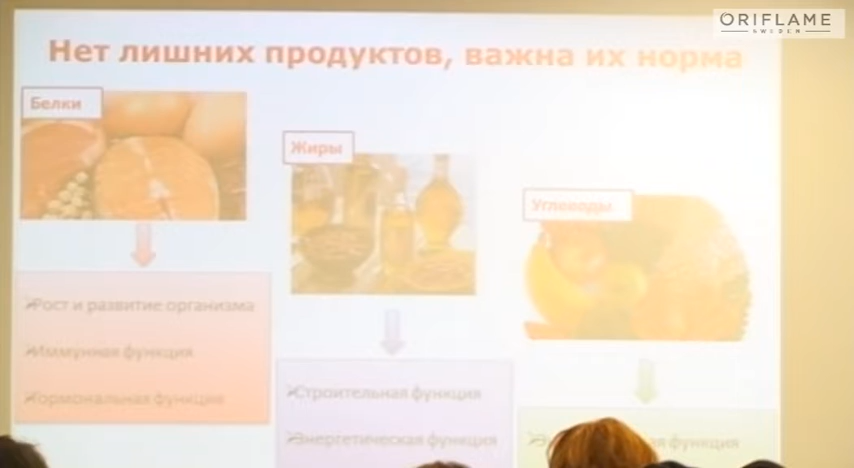 ORIFLAME
SWEDEN
Нет лишних продуктов, важна их норма
Белки
Жиры
Углеводы
➢Рост и развитие организма
➢Иммунная функция
➢Гормональная функция
➢Строительная функция
➢Энергетическая функция
функция